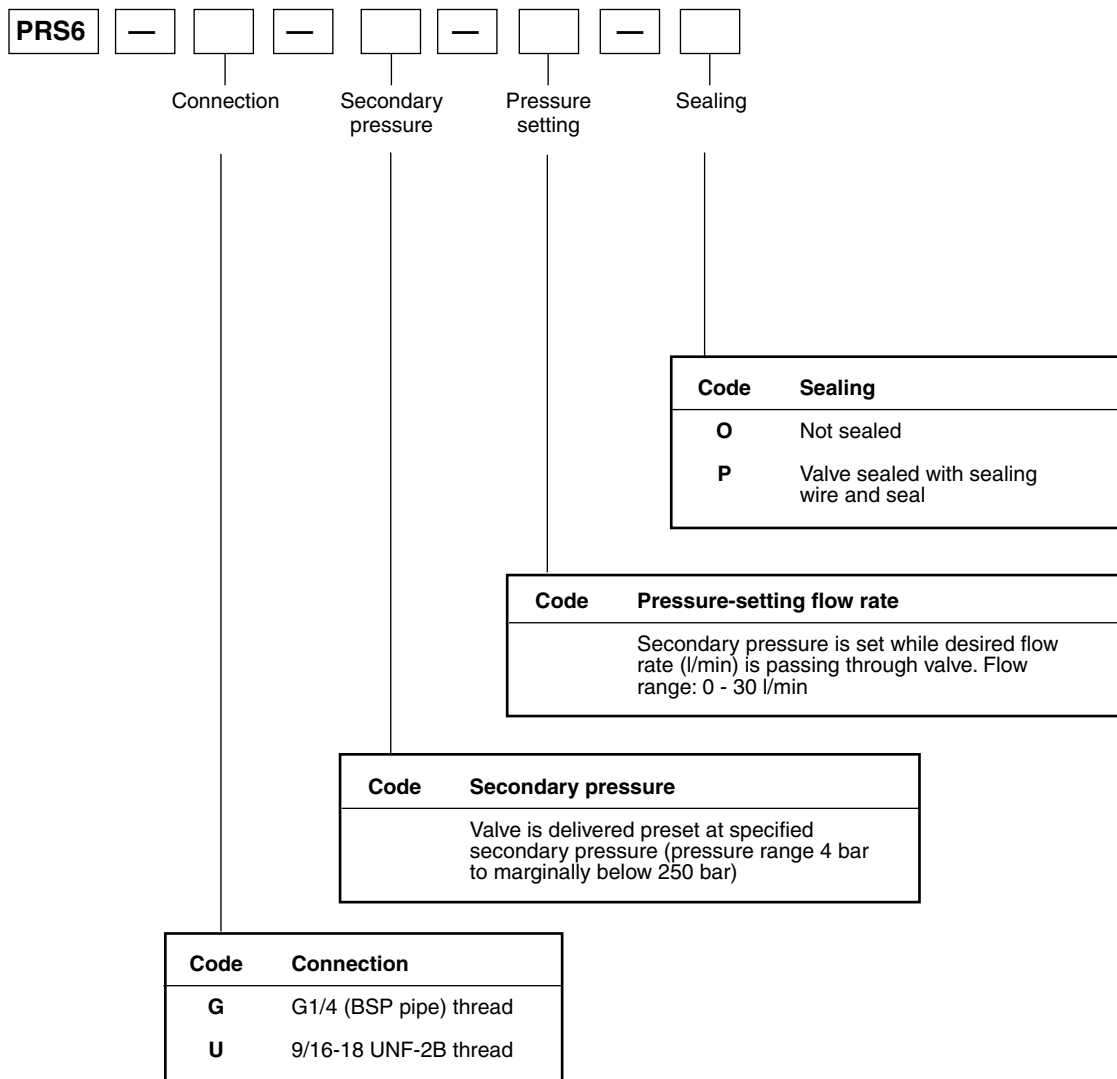 PRS6 — — — —
Connection
Secondary
pressure
Pressure
setting
Sealing
Code Sealing
O Not sealed
P Valve sealed with sealing
wire and seal
Code Pressure-setting flow rate
Secondary pressure is set while desired flow
rate (l/min) is passing through valve. Flow
range: 0 - 30 l/min
Code Secondary pressure
Valve is delivered preset at specified
secondary pressure (pressure range 4 bar
to marginally below 250 bar)
Code Connection
G G1/4 (BSP pipe) thread
U 9/16-18 UNF-2B thread